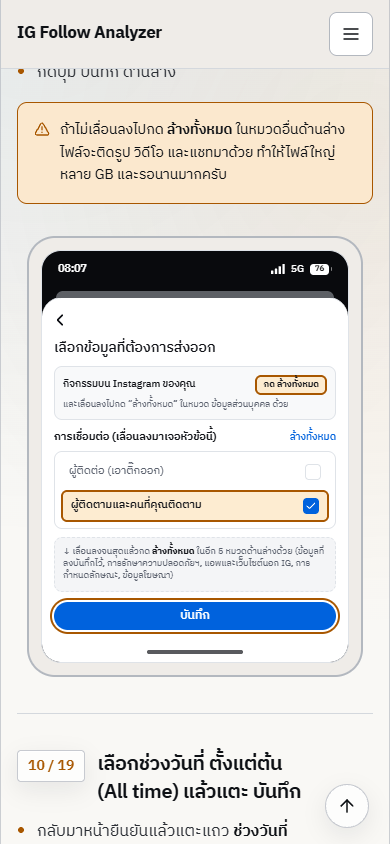 IG Follow Analyzer
กดปุ่ม บันทึก ด้านล่าง
ถ้าไม่เลื่อนลงไปกด ล้างทั้งหมด ในหมวดอื่นด้านล่าง
ไฟล์จะติดรูป วิดีโอ และแชทมาด้วย ทำให้ไฟล์ใหญ่
หลาย GB และรอนานมากครับ
08:07
5G 76
เลือกข้อมูลที่ต้องการส่งออก
กิจกรรมบน Instagram ของคุณ
กด ล้างทั้งหมด
และเลื่อนลงไปกด "ล้างทั้งหมด" ในหมวด ข้อมูลส่วนบุคคล ด้วย
การเชื่อมต่อ (เลื่อนลงมาเจอหัวข้อนี้)
ล้างทั้งหมด
ผู้ติดต่อ (เอาติ๊กออก)
ผู้ติดตามและคนที่คุณติดตาม
↓ เลื่อนลงจนสุดแล้วกด ล้างทั้งหมด ในอีก 5 หมวดด้านล่างด้วย (ข้อมูลที่
ลงบันทึกไว้, การรักษาความปลอดภัยฯ, แอพและเว็บไซต์นอก IG, การ
กำหนดลักษณะ, ข้อมูลโฆษณา)
บันทึก
10 / 19
เลือกช่วงวันที่ ตั้งแต่ต้น
(All time) แล้วแตะ บันทึก
กลับมาหน้ายืนยันแล้วแตะแถว ช่วงวันที่